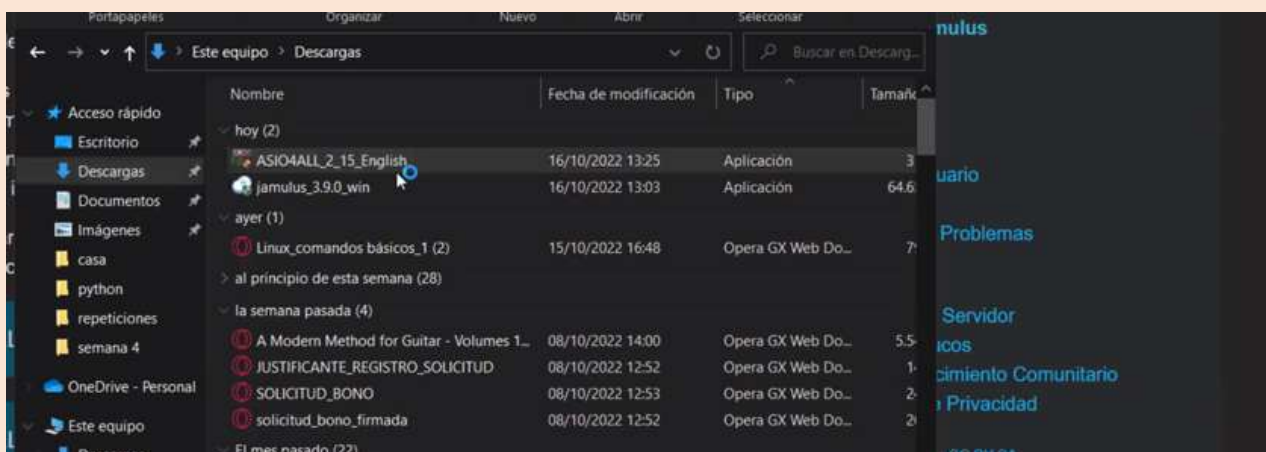 Portapapeles Organizar Nuevo Abrir Seleccionar
mulus
Este equipo > Descargas
Buscar en Descarg...
Nombre Fecha de modificación Tipo
Acceso rápido
hoy (2)
Escritorio
ASIO4ALL_2_15_English 16/10/2022 13:25 Aplicación 3
Descargas
uario
jamulus_3.9.0_win 16/10/2022 13:03 Aplicación
Documentos
ayer (1)
Imágenes
Problemas
Linux_comandos básicos_1 (2) 15/10/2022 16:48 Opera GX Web Do...
casa
al principio de esta semana (28)
python
la semana pasada (4)
repeticiones
Servidor
A Modern Method for Guitar - Volumes 1... 08/10/2022 14:00 Opera GX Web Do...
semana 4
JUSTIFICANTE_REGISTRO_SOLICITUD 08/10/2022 12:52 Opera GX Web Do...
cimiento Comunitario
OneDrive - Personal
SOLICITUD_BONO 08/10/2022 12:53 Opera GX Web Do...
Privacidad
solicitud_bono_firmada 08/10/2022 12:52 Opera GX Web Do...
Este equipo
El mes pasado (22)